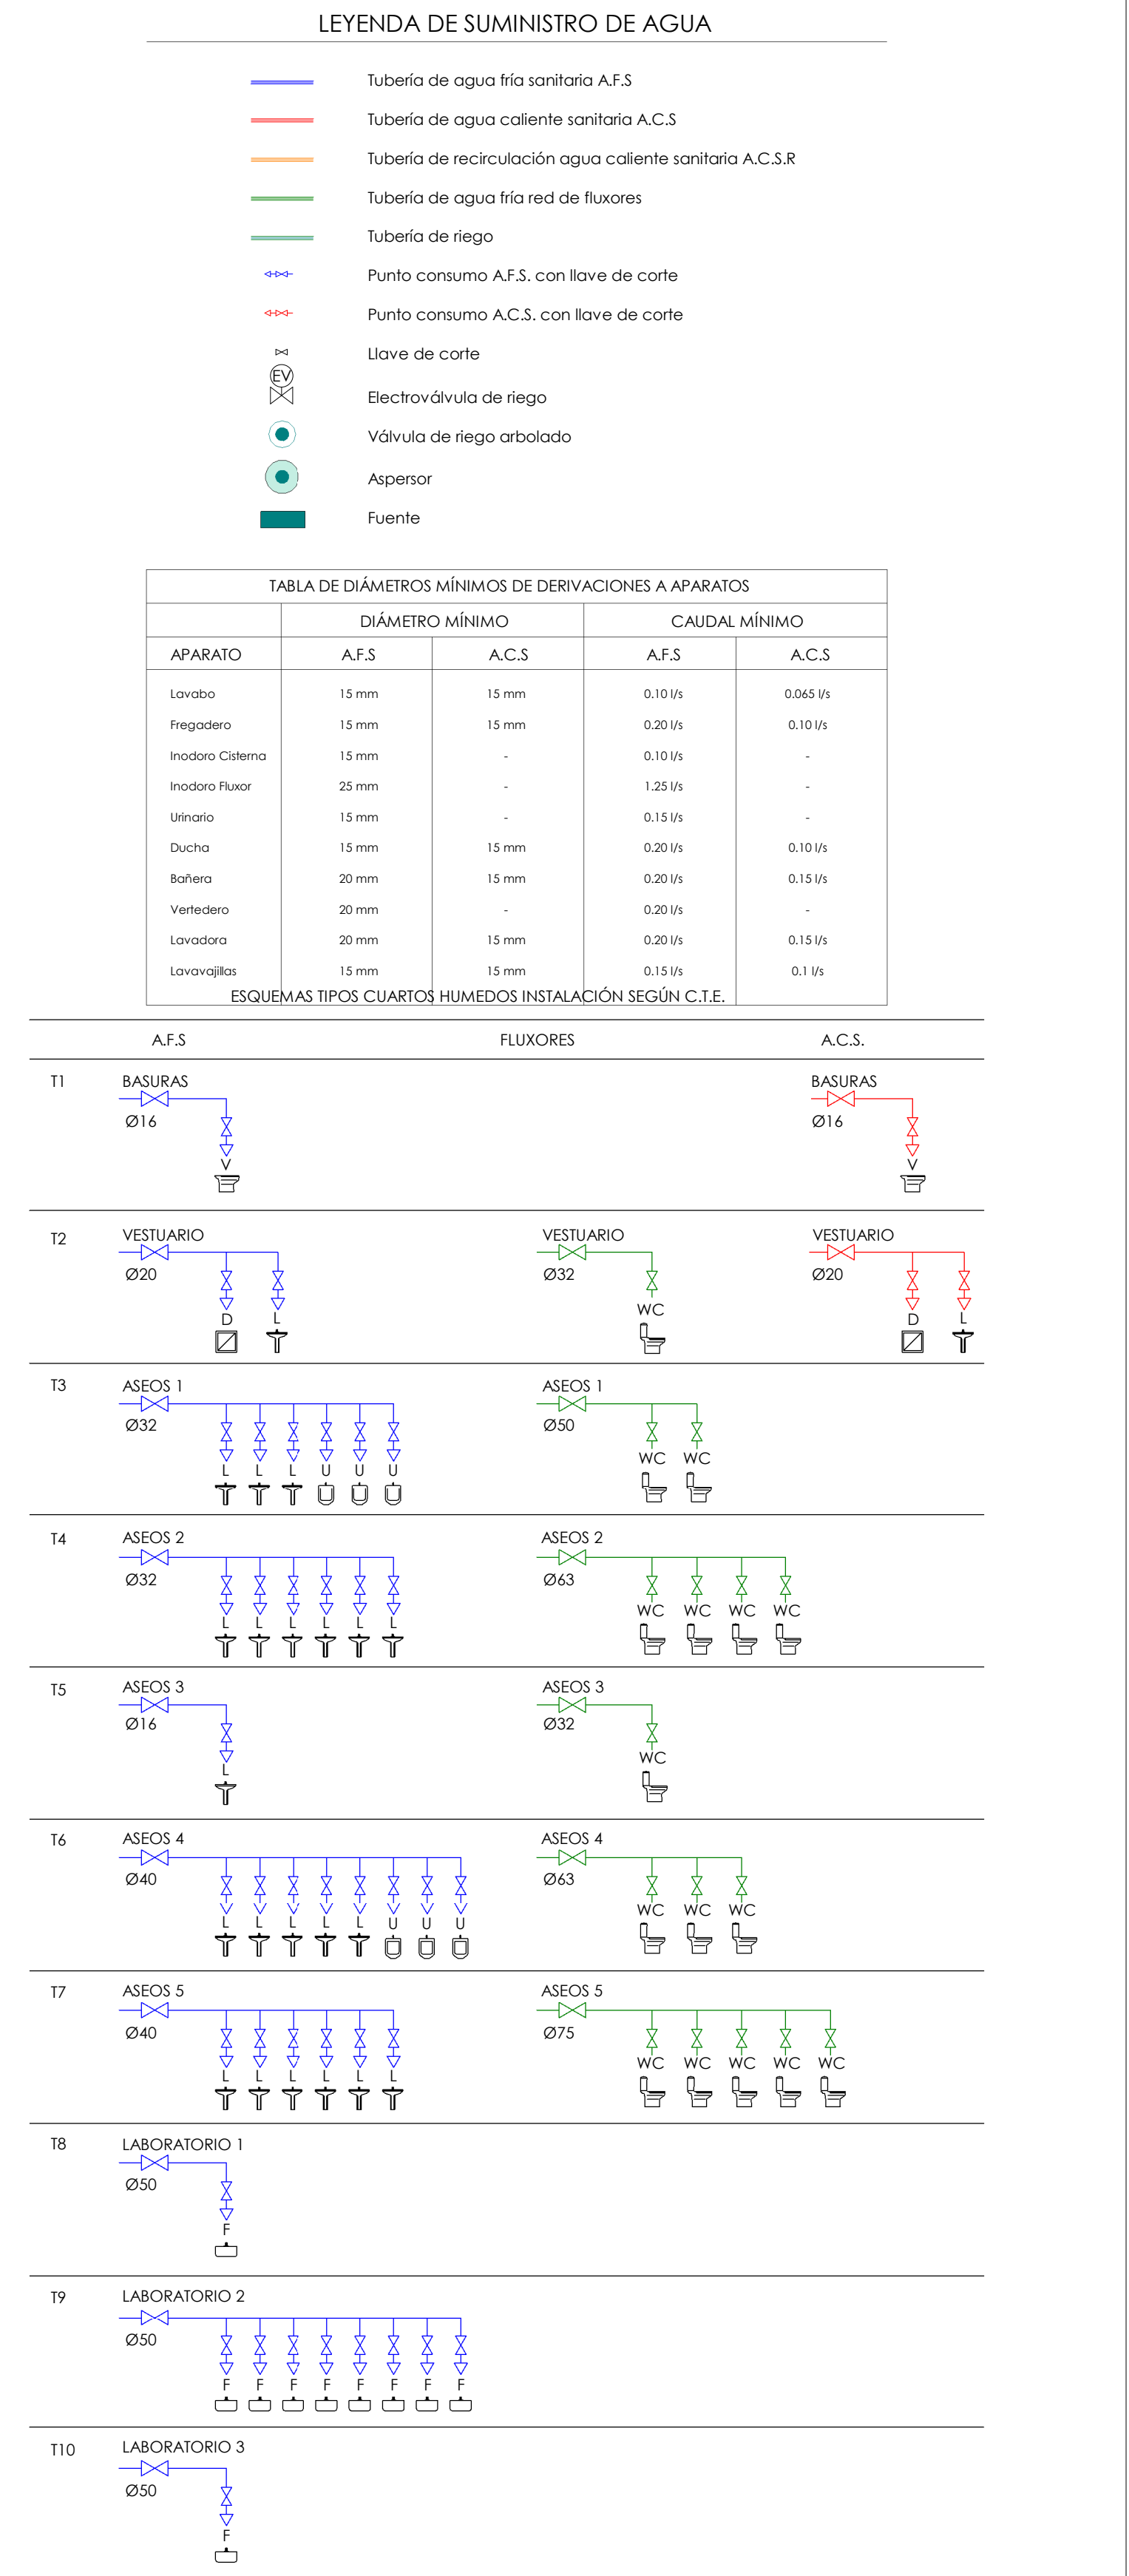 LEYENDA DE SUMINISTRO DE AGUA
Tubería de agua fría sanitaria A.F.S
Tubería de agua caliente sanitaria A.C.S
Tubería de recirculación agua caliente sanitaria A.C.S.R
Tubería de agua fría red de fluxores
Tubería de riego
Punto consumo A.F.S. con llave de corte
Punto consumo A.C.S. con llave de corte
Llave de corte
EV
Electroválvula de riego
Válvula de riego arbolado
Aspersor
Fuente
TABLA DE DIÁMETROS MÍNIMOS DE DERIVACIONES A APARATOS
DIÁMETRO MÍNIMO CAUDAL MÍNIMO
APARATO A.F.S A.C.S A.F.S A.C.S
Lavabo 15 mm 15 mm 0.10 l/s 0.065 l/s
Fregadero 15 mm 15 mm 0.20 l/s 0.10 l/s
Inodoro Cisterna 15 mm - 0.10 l/s -
Inodoro Fluxor 25 mm - 1.25 l/s -
Urinario 15 mm - 0.15 l/s -
Ducha 15 mm 15 mm 0.20 l/s 0.10 l/s
Bañera 20 mm 15 mm 0.20 l/s 0.15 l/s
Vertedero 20 mm - 0.20 l/s -
Lavadora 20 mm 15 mm 0.20 l/s 0.15 l/s
Lavavajillas 15 mm 15 mm 0.15 l/s 0.1 l/s
ESQUEMAS TIPOS CUARTOS HUMEDOS INSTALACIÓN SEGÚN C.T.E.
A.F.S FLUXORES A.C.S.
T1 BASURAS BASURAS
Ø16 Ø16
V V
T2 VESTUARIO VESTUARIO VESTUARIO
Ø20 Ø32 Ø20
D L WC D L
T3 ASEOS 1 ASEOS 1
Ø32 Ø50
L L L U U U WC WC
T4 ASEOS 2 ASEOS 2
Ø32 Ø63
L L L L L L WC WC WC WC
T5 ASEOS 3 ASEOS 3
Ø16 Ø32
L WC
T6 ASEOS 4 ASEOS 4
Ø40 Ø63
L L L L L U U U WC WC WC
T7 ASEOS 5 ASEOS 5
Ø40 Ø75
L L L L L L WC WC WC WC WC
T8 LABORATORIO 1
Ø50
F
T9 LABORATORIO 2
Ø50
F F F F F F F F
T10 LABORATORIO 3
Ø50
F